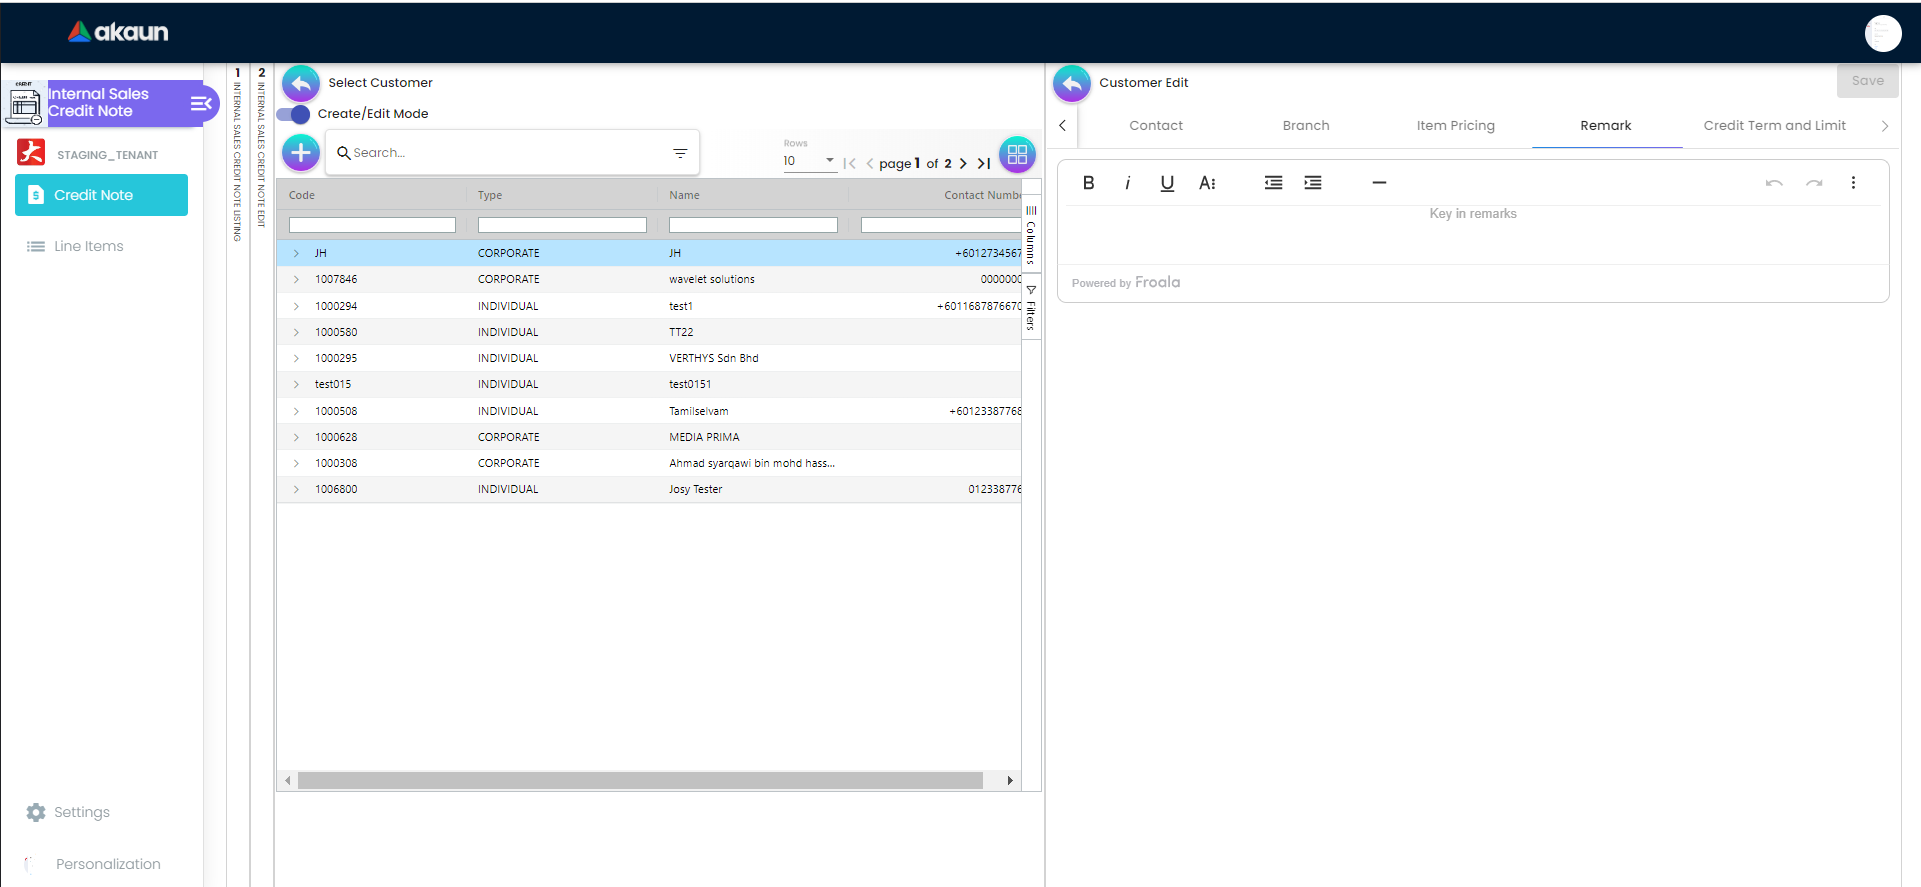 akaun
CREDIT
Internal Sales
Credit Note
STAGING_TENANT
Credit Note
Line Items
Settings
Personalization
1 INTERNAL SALES CREDIT NOTE LISTING
2 INTERNAL SALES CREDIT NOTE EDIT
Select Customer
Create/Edit Mode
Search...
Rows
10
page 1 of 2
Code Type Name Contact Numbe
JH CORPORATE JH +6012734567
1007846 CORPORATE wavelet solutions 0000000
1000294 INDIVIDUAL test1 +6011687876670
1000580 INDIVIDUAL TT22
1000295 INDIVIDUAL VERTHYS Sdn Bhd
test015 INDIVIDUAL test0151
1000508 INDIVIDUAL Tamilselvam +60123387768
1000628 CORPORATE MEDIA PRIMA
1000308 CORPORATE Ahmad syarqawi bin mohd hass...
1006800 INDIVIDUAL Josy Tester 012338776
Columns
Filters
Customer Edit
Save
Contact Branch Item Pricing Remark Credit Term and Limit
B i U A
Key in remarks
Powered by Froala